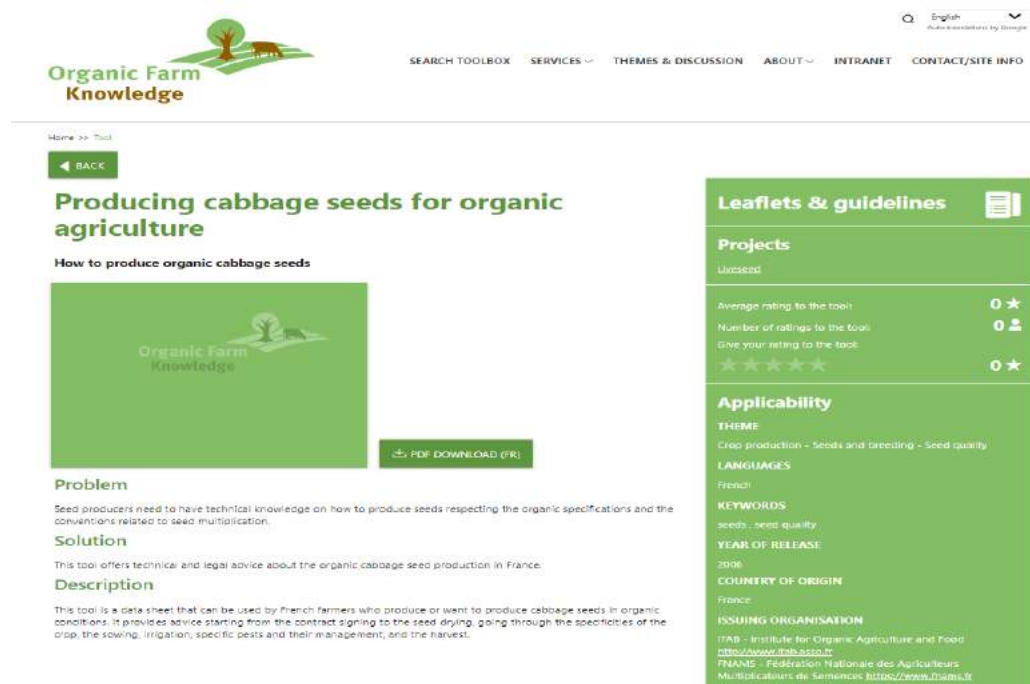 English
Auto-translations by Google
Organic Farm
Knowledge
SEARCH TOOLBOX SERVICES THEMES & DISCUSSION ABOUT INTRANET CONTACT/SITE INFO
Home >> Tool
BACK
Producing cabbage seeds for organic
agriculture
How to produce organic cabbage seeds
Organic Farm
Knowledge
PDF DOWNLOAD (FR)
Problem
Seed producers need to have technical knowledge on how to produce seeds respecting the organic specifications and the
conventions related to seed multiplication.
Solution
This tool offers technical and legal advice about the organic cabbage seed production in France.
Description
This tool is a data sheet that can be used by French farmers who produce or want to produce cabbage seeds in organic
conditions. It provides advice starting from the contract signing to the seed drying, going through the specificities of the
crop, the sowing, irrigation, specific pests and their management, and the harvest.
Leaflets & guidelines
Projects
Liveseed
Average rating to the tool: 0
Number of ratings to the tool: 0
Give your rating to the tool:
0
Applicability
THEME
Crop production - Seeds and breeding - Seed quality
LANGUAGES
French
KEYWORDS
seeds , seed quality
YEAR OF RELEASE
2006
COUNTRY OF ORIGIN
France
ISSUING ORGANISATION
ITAB - Institute for Organic Agriculture and Food
http://www.itab.asso.fr
FNAMS - Fédération Nationale des Agriculteurs
Multiplicateurs de Semences https://www.fnams.fr